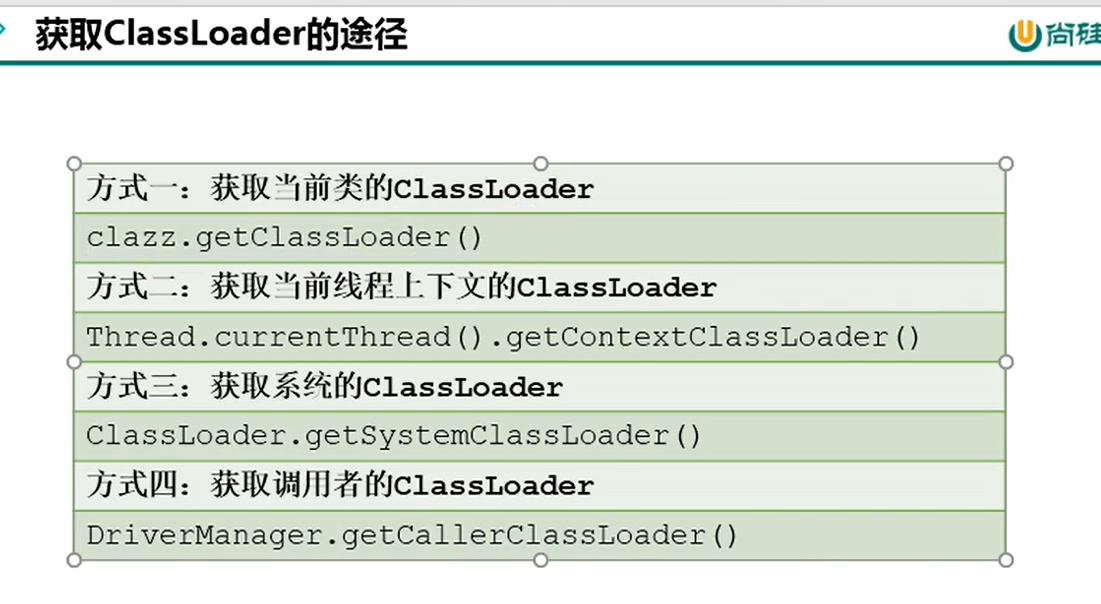 获取ClassLoader的途径
尚硅
方式一：获取当前类的ClassLoader
clazz.getClassLoader()
方式二：获取当前线程上下文的ClassLoader
Thread.currentThread().getContextClassLoader()
方式三：获取系统的ClassLoader
ClassLoader.getSystemClassLoader()
方式四：获取调用者的ClassLoader
DriverManager.getCallerClassLoader()